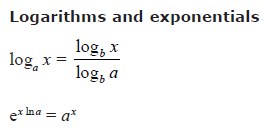 Logarithms and exponentials
logₐ x = log_b x / log_b a
e^{x ln a} = a^x